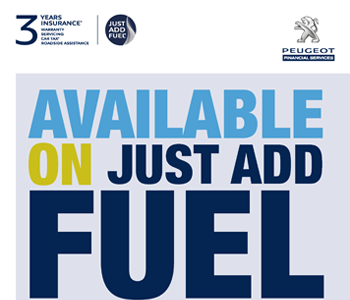 3 YEARS
INSURANCE*
WARRANTY
SERVICING
CAR TAX*
ROADSIDE ASSISTANCE
JUST
ADD
FUEL®
PEUGEOT
FINANCIAL SERVICES
AVAILABLE
ON JUST ADD
FUEL